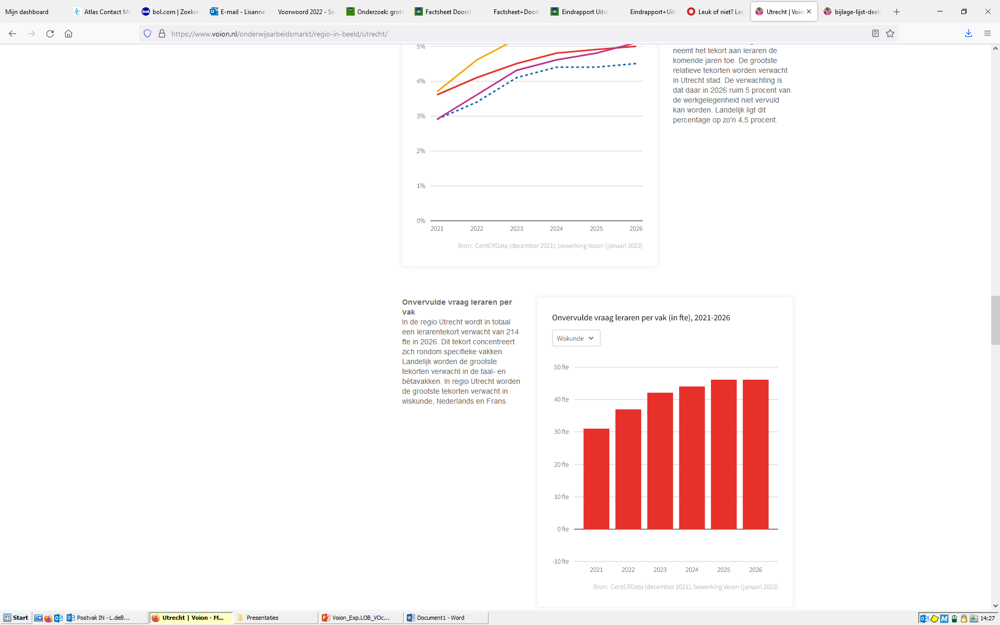 Mijn dashboard
Atlas Contact Ma
bol.com | Zoekre
E-mail - Lisanne
Voorwoord 2022 - Se
Onderzoek: grote
Factsheet Doorst
Factsheet+Doors
Eindrapport Uitst
Eindrapport+Uits
Leuk of niet? Les
Utrecht | Voion
bijlage-lijst-deeln
https://www.voion.nl/onderwijsarbeidsmarkt/regio-in-beeld/utrecht/
5%
4%
3%
2%
1%
0%
2021 2022 2023 2024 2025 2026
Bron: CentERData (december 2021), bewerking Voion (januari 2022)
neemt het tekort aan leraren de
komende jaren toe. De grootste
relatieve tekorten worden verwacht
in Utrecht stad. De verwachting is
dat daar in 2026 ruim 5 procent van
de werkgelegenheid niet vervuld
kan worden. Landelijk ligt dit
percentage op zo'n 4,5 procent.
Onvervulde vraag leraren per
vak
In de regio Utrecht wordt in totaal
een lerarentekort verwacht van 214
fte in 2026. Dit tekort concentreert
zich rondom specifieke vakken.
Landelijk worden de grootste
tekorten verwacht in de taal- en
bètavakken. In regio Utrecht worden
de grootste tekorten verwacht in
wiskunde, Nederlands en Frans.
Onvervulde vraag leraren per vak (in fte), 2021-2026
Wiskunde
50 fte
40 fte
30 fte
20 fte
10 fte
0 fte
-10 fte
2021 2022 2023 2024 2025 2026
Bron: CentERData (december 2021), bewerking Voion (januari 2022)
Start
Postvak IN - L.deB...
Utrecht | Voion - M...
Presentaties
Voion_Exp.LOB_VOc...
Document1 - Word
14:27